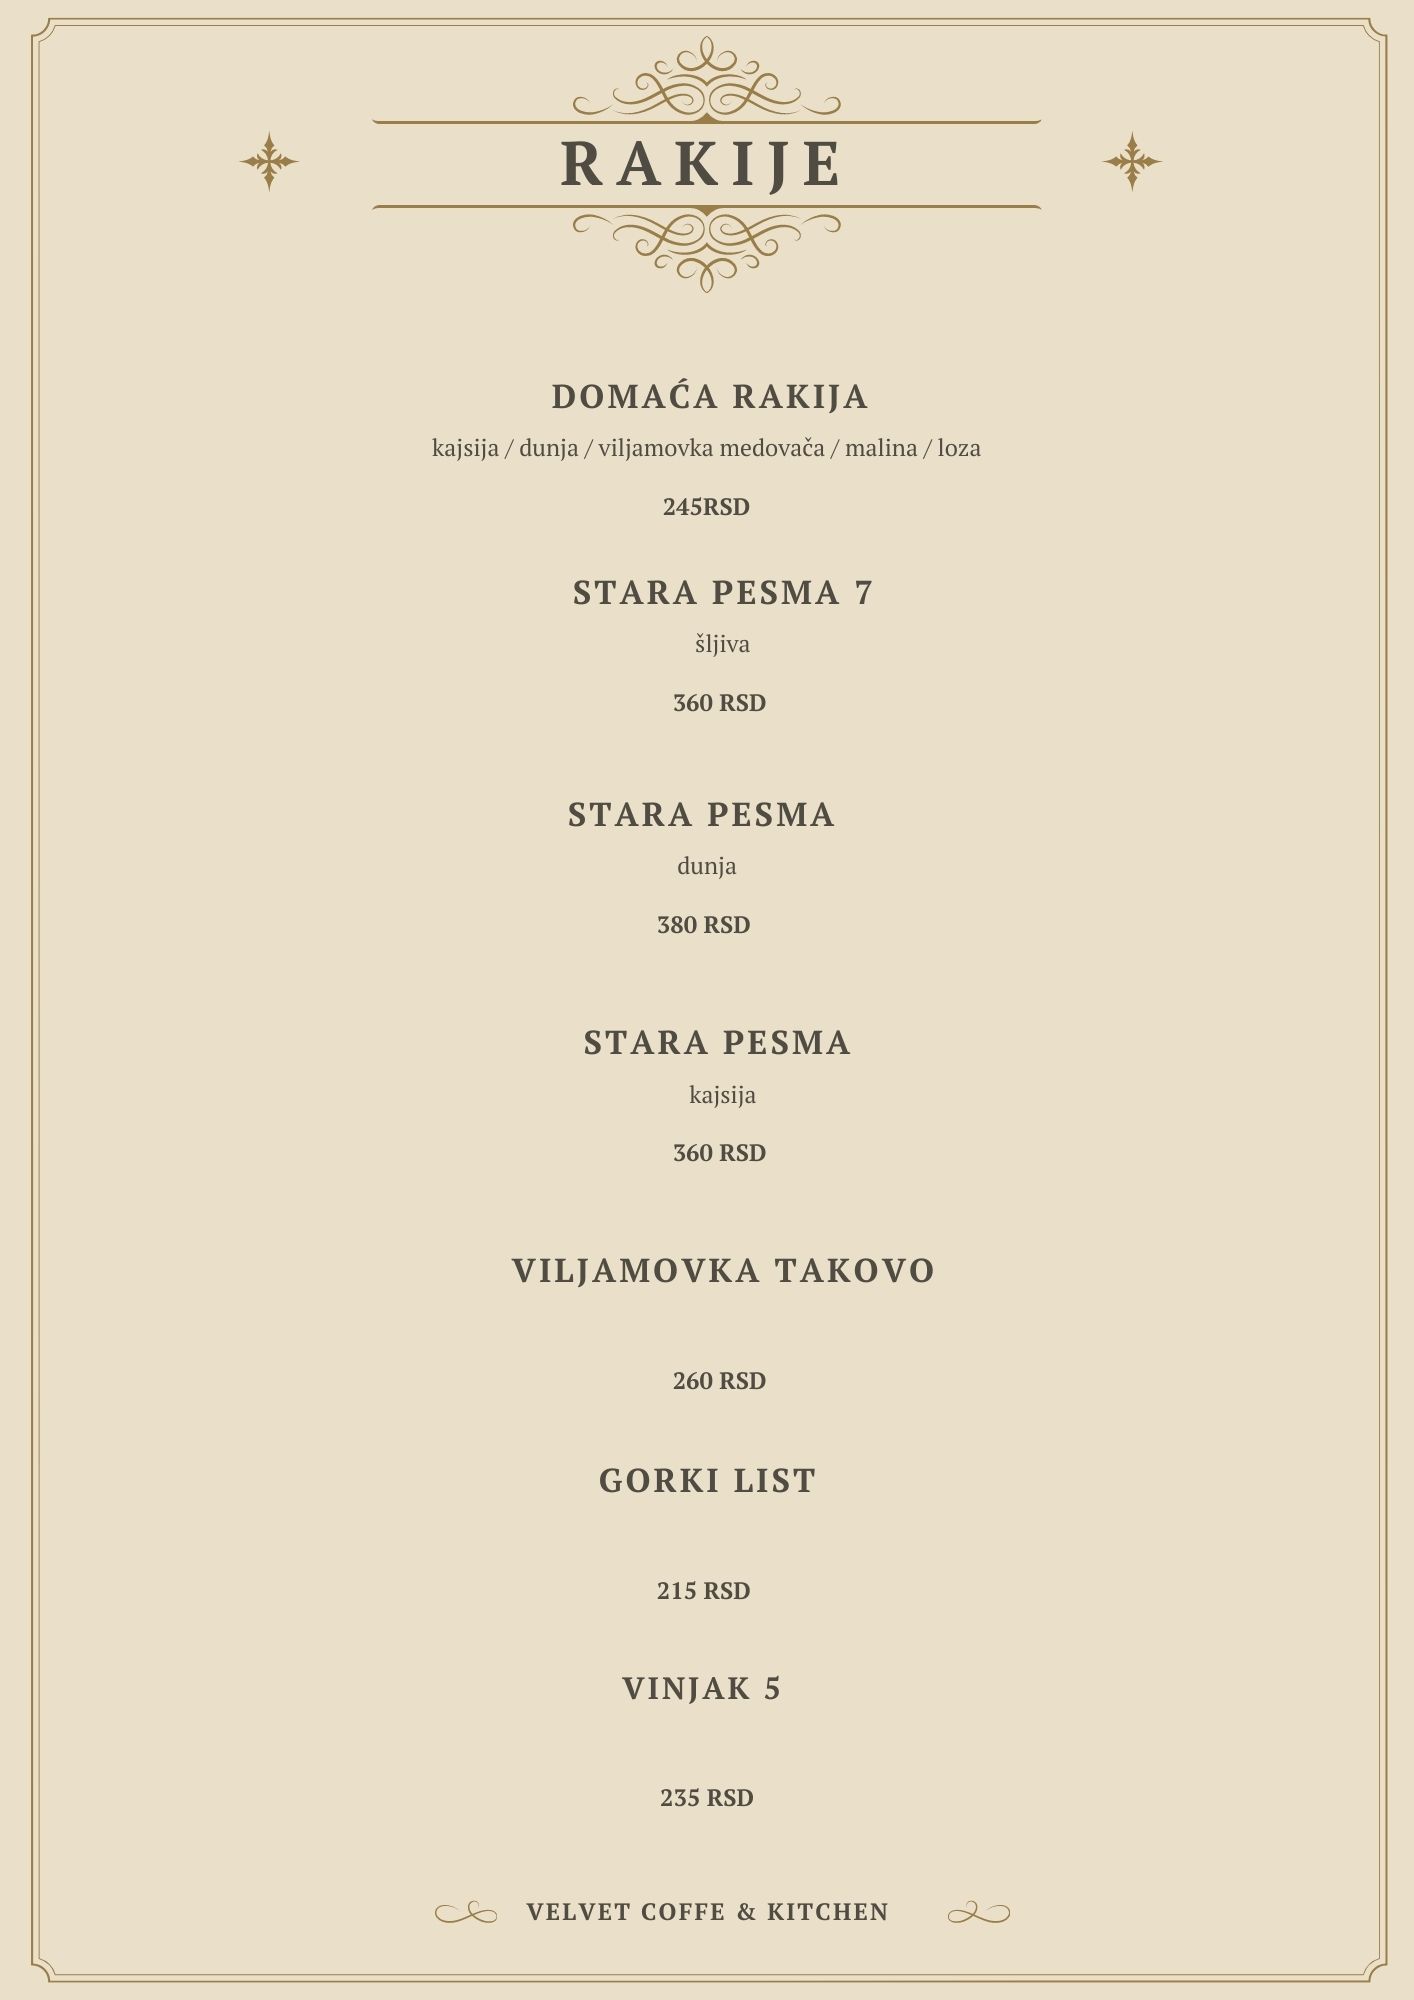 RAKIJE
DOMAĆA RAKIJA
kajsija / dunja / viljamovka medovača / malina / loza
245RSD
STARA PESMA 7
šljiva
360 RSD
STARA PESMA
dunja
380 RSD
STARA PESMA
kajsija
360 RSD
VILJAMOVKA TAKOVO
260 RSD
GORKI LIST
215 RSD
VINJAK 5
235 RSD
VELVET COFFE & KITCHEN